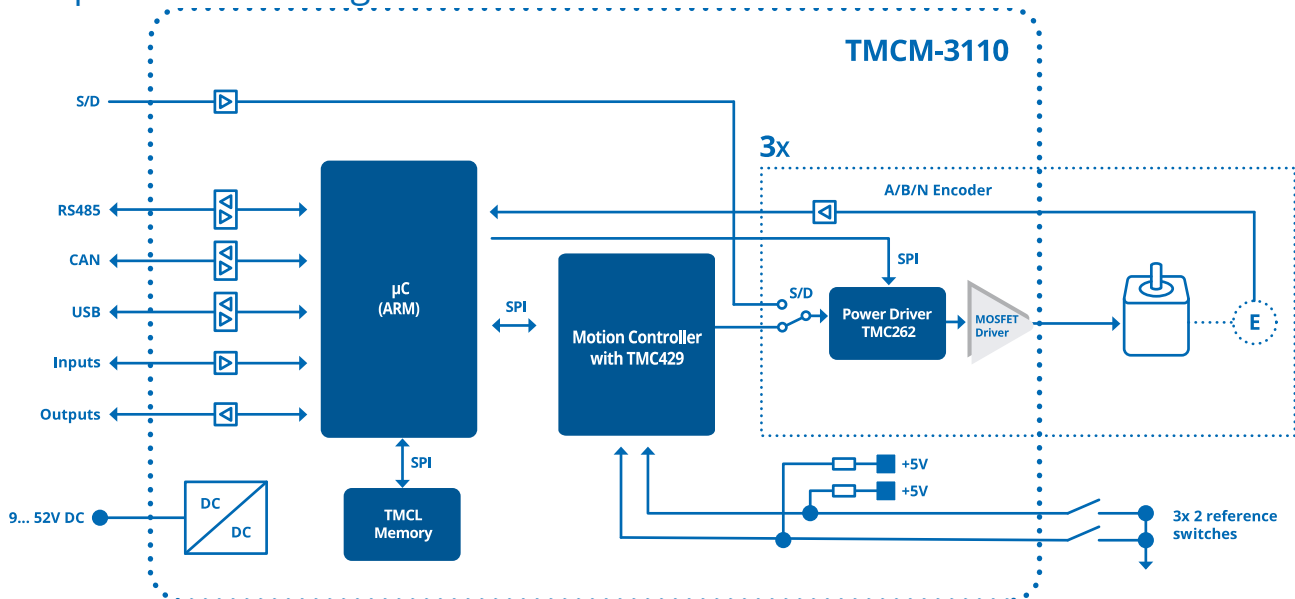 TMCM-3110
S/D
3x
A/B/N Encoder
RS485
CAN
SPI
µC
(ARM)
S/D
USB
SPI
Power Driver
TMC262
MOSFET
Driver
E
Motion Controller
with TMC429
Inputs
Outputs
SPI
+5V
+5V
9... 52V DC
DC
DC
TMCL
Memory
3x 2 reference
switches